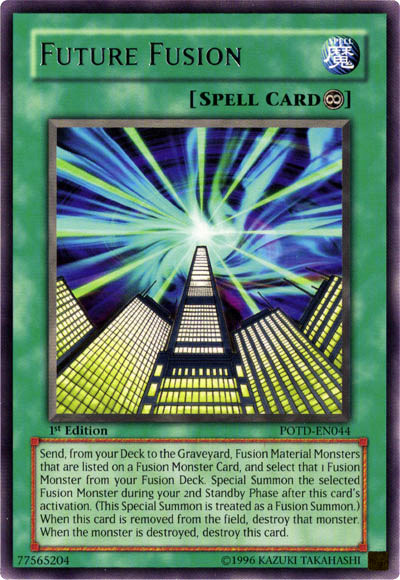 FUTURE FUSION
SPELL
魔
[SPELL CARD∞]
1st Edition
POTD-EN044
Send, from your Deck to the Graveyard, Fusion Material Monsters
that are listed on a Fusion Monster Card, and select that 1 Fusion
Monster from your Fusion Deck. Special Summon the selected
Fusion Monster during your 2nd Standby Phase after this card's
activation. (This Special Summon is treated as a Fusion Summon.)
When this card is removed from the field, destroy that monster.
When the monster is destroyed, destroy this card.
77565204
©1996 KAZUKI TAKAHASHI